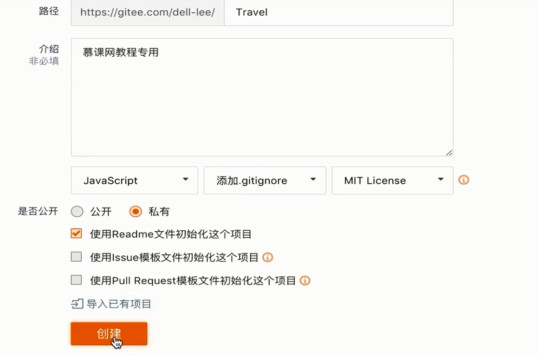 路径 https://gitee.com/dell-lee/ Travel
介绍 慕课网教程专用
非必填
JavaScript 添加.gitignore MIT License
是否公开 公开 私有
使用Readme文件初始化这个项目
使用Issue模板文件初始化这个项目
使用Pull Request模板文件初始化这个项目
导入已有项目
创建